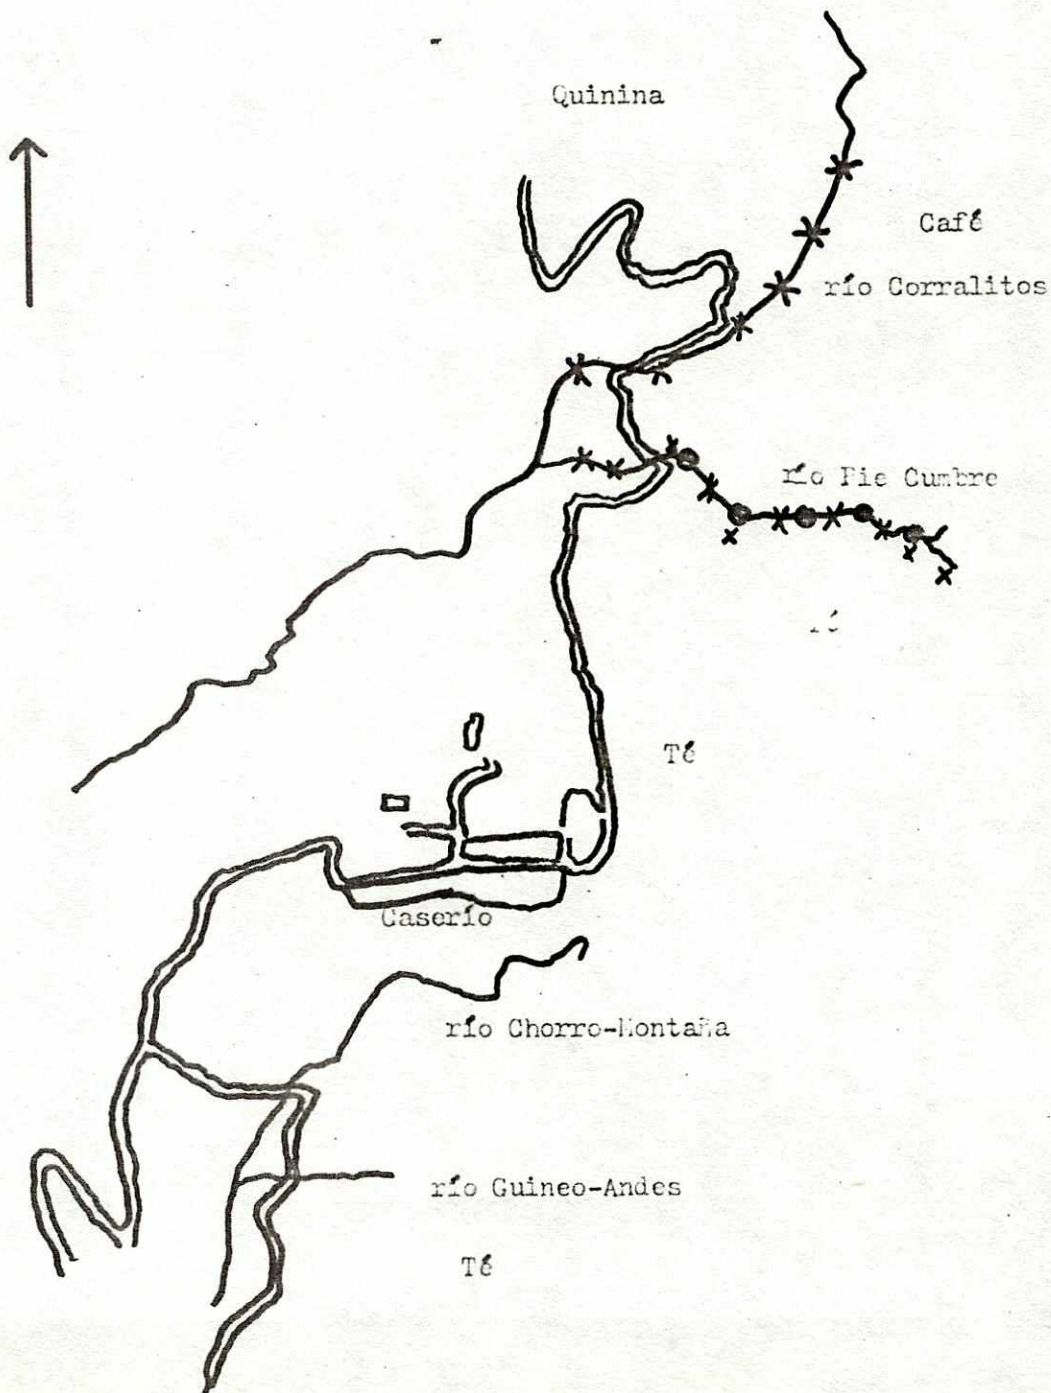 Quinina
Café
río Corralitos
río Pie Cumbre
Té
Caserío
río Chorro-Montaña
río Guineo-Andes
Té